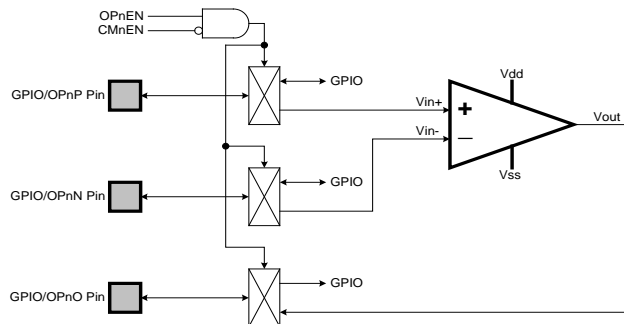 OPnEN
CMnEN
GPIO/OPnP Pin
GPIO
Vin+
Vdd
+
Vout
Vin-
−
Vss
GPIO/OPnN Pin
GPIO
GPIO/OPnO Pin
GPIO